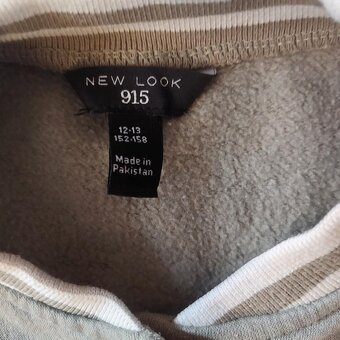 NEW LOOK
915
12-13
152-158
Made in
Pakistan